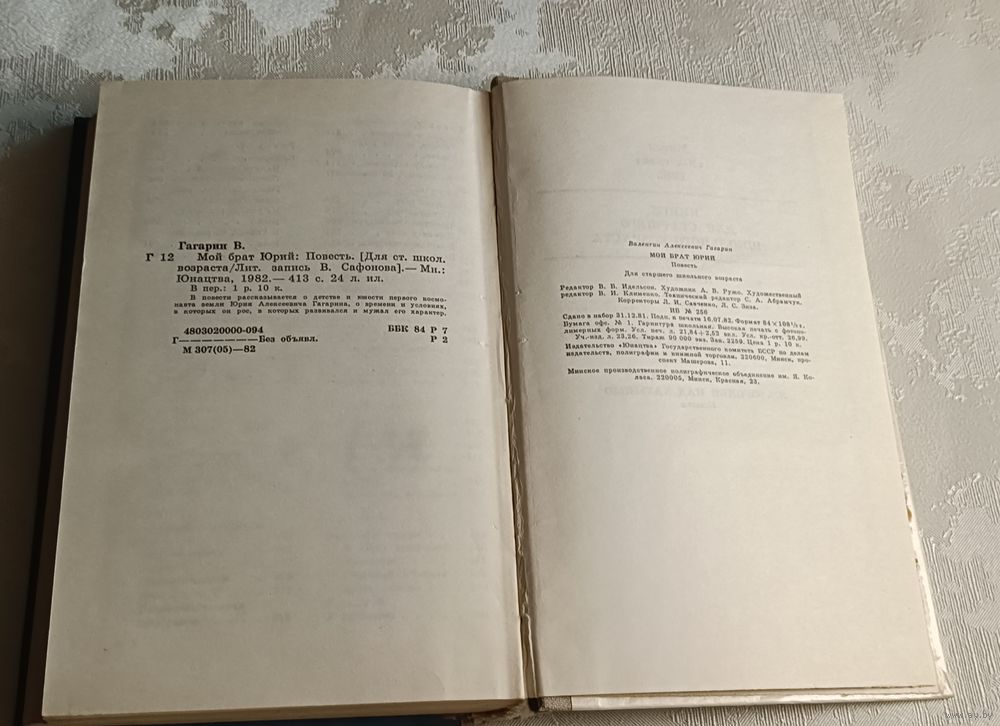 Гагарин В.
Г 12 Мой брат Юрий: Повесть. [Для ст. школ.
возраста/Лит. запись В. Сафонова].— Мн.:
Юнацтва, 1982.— 413 с. 24 л. ил.
В пер.: 1 р. 10 к.
В повести рассказывается о детстве и юности первого космо-
навта земли Юрия Алексеевича Гагарина, о времени и условиях,
в которых он рос, в которых развивался и мужал его характер.
4803020000-094 ББК 84 Р 7
Г— — — — — —Без объявл. Р 2
М 307(05)—82
Валентин Алексеевич Гагарин
МОЙ БРАТ ЮРИЙ
Повесть
Для старшего школьного возраста
Редактор В. В. Идельсон. Художник А. В. Ружо. Художественный
редактор В. И. Клименко. Технический редактор С. А. Абрамчук.
Корректоры Л. И. Савченко, Л. С. Зиза.
ИБ № 256
Сдано в набор 31.12.81. Подп. к печати 16.07.82. Формат 84×108¹/₃₂.
Бумага офс. № 1. Гарнитура школьная. Высокая печать с фотопо-
лимерных форм. Усл. печ. л. 21,84+2,52 вкл. Усл. кр.-отт. 26,99.
Уч.-изд. л. 23,26. Тираж 90 000 экз. Зак. 2259. Цена 1 р. 10 к.
Издательство «Юнацтва» Государственного комитета БССР по делам
издательств, полиграфии и книжной торговли. 220600, Минск, про-
спект Машерова, 11.
Минское производственное полиграфическое объединение им. Я. Ко-
ласа. 220005, Минск, Красная, 23.
www.au.by